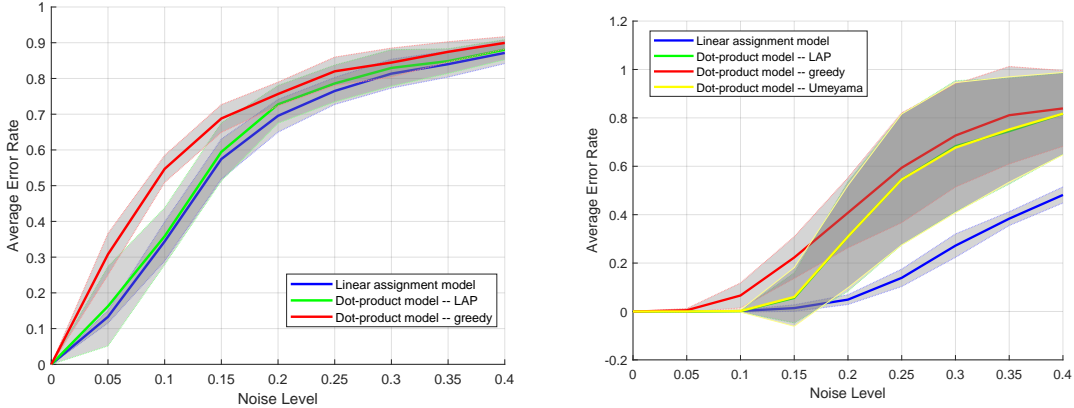 1
0.9
0.8
0.7
0.6
0.5
0.4
0.3
0.2
0.1
0
Average Error Rate
0 0.05 0.1 0.15 0.2 0.25 0.3 0.35 0.4
Noise Level
Linear assignment model
Dot-product model -- LAP
Dot-product model -- greedy
1.2
1
0.8
0.6
0.4
0.2
0
-0.2
Average Error Rate
0 0.05 0.1 0.15 0.2 0.25 0.3 0.35 0.4
Noise Level
Linear assignment model
Dot-product model -- LAP
Dot-product model -- greedy
Dot-product model -- Umeyama